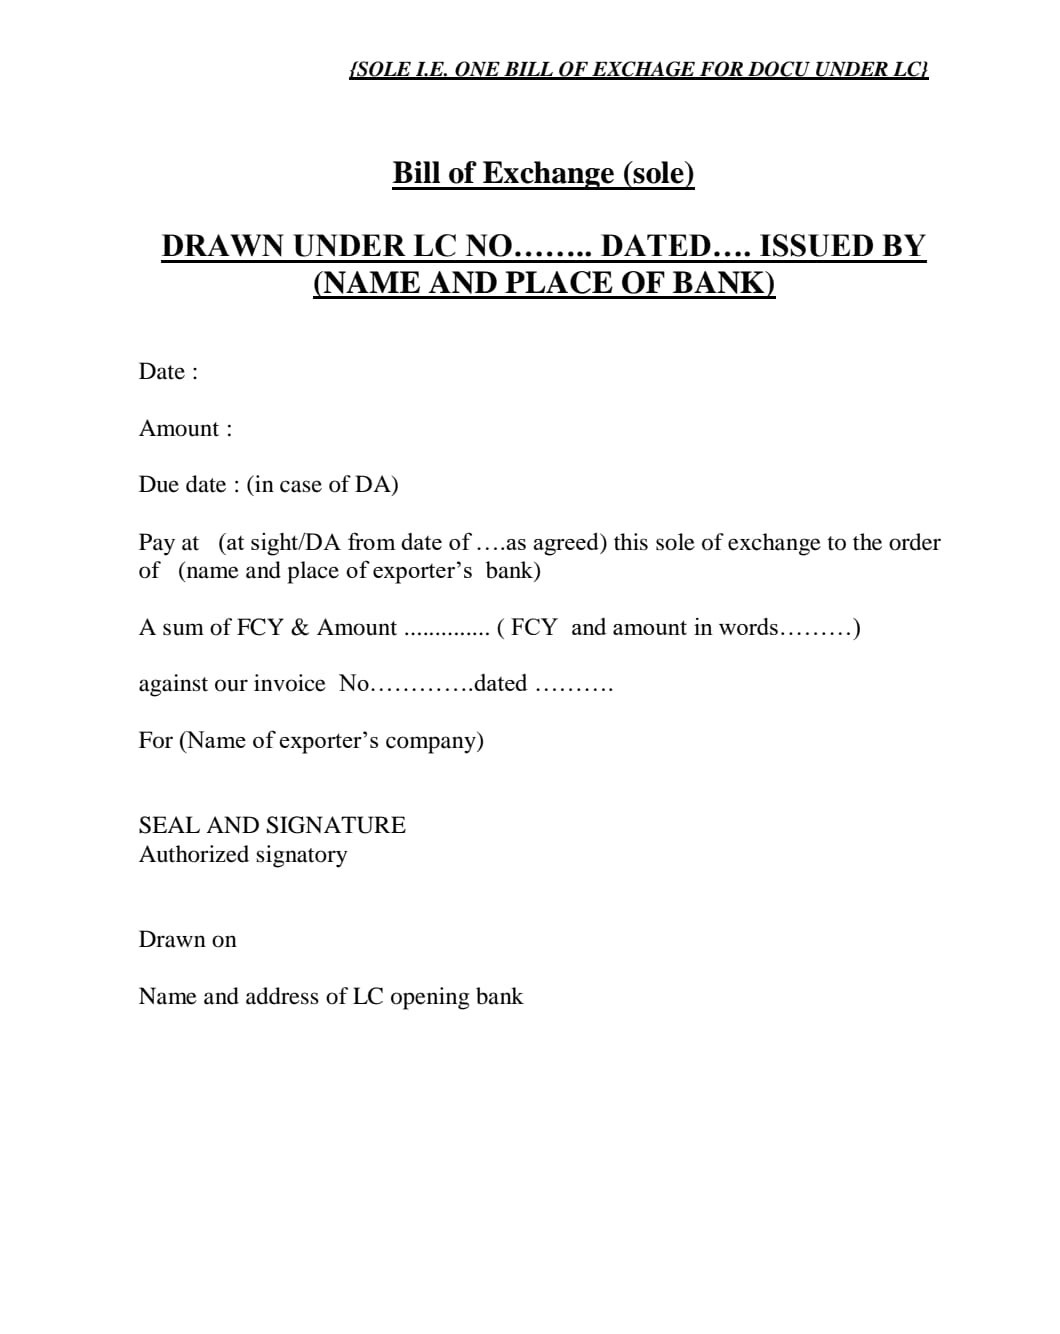 {SOLE I.E. ONE BILL OF EXCHAGE FOR DOCU UNDER LC}
Bill of Exchange (sole)
DRAWN UNDER LC NO…….. DATED…. ISSUED BY
(NAME AND PLACE OF BANK)
Date :
Amount :
Due date : (in case of DA)
Pay at   (at sight/DA from date of ….as agreed) this sole of exchange to the order
of   (name and place of exporter’s  bank)
A sum of FCY & Amount .............. ( FCY  and amount in words………)
against our invoice  No………….dated ……….
For (Name of exporter’s company)
SEAL AND SIGNATURE
Authorized signatory
Drawn on
Name and address of LC opening bank